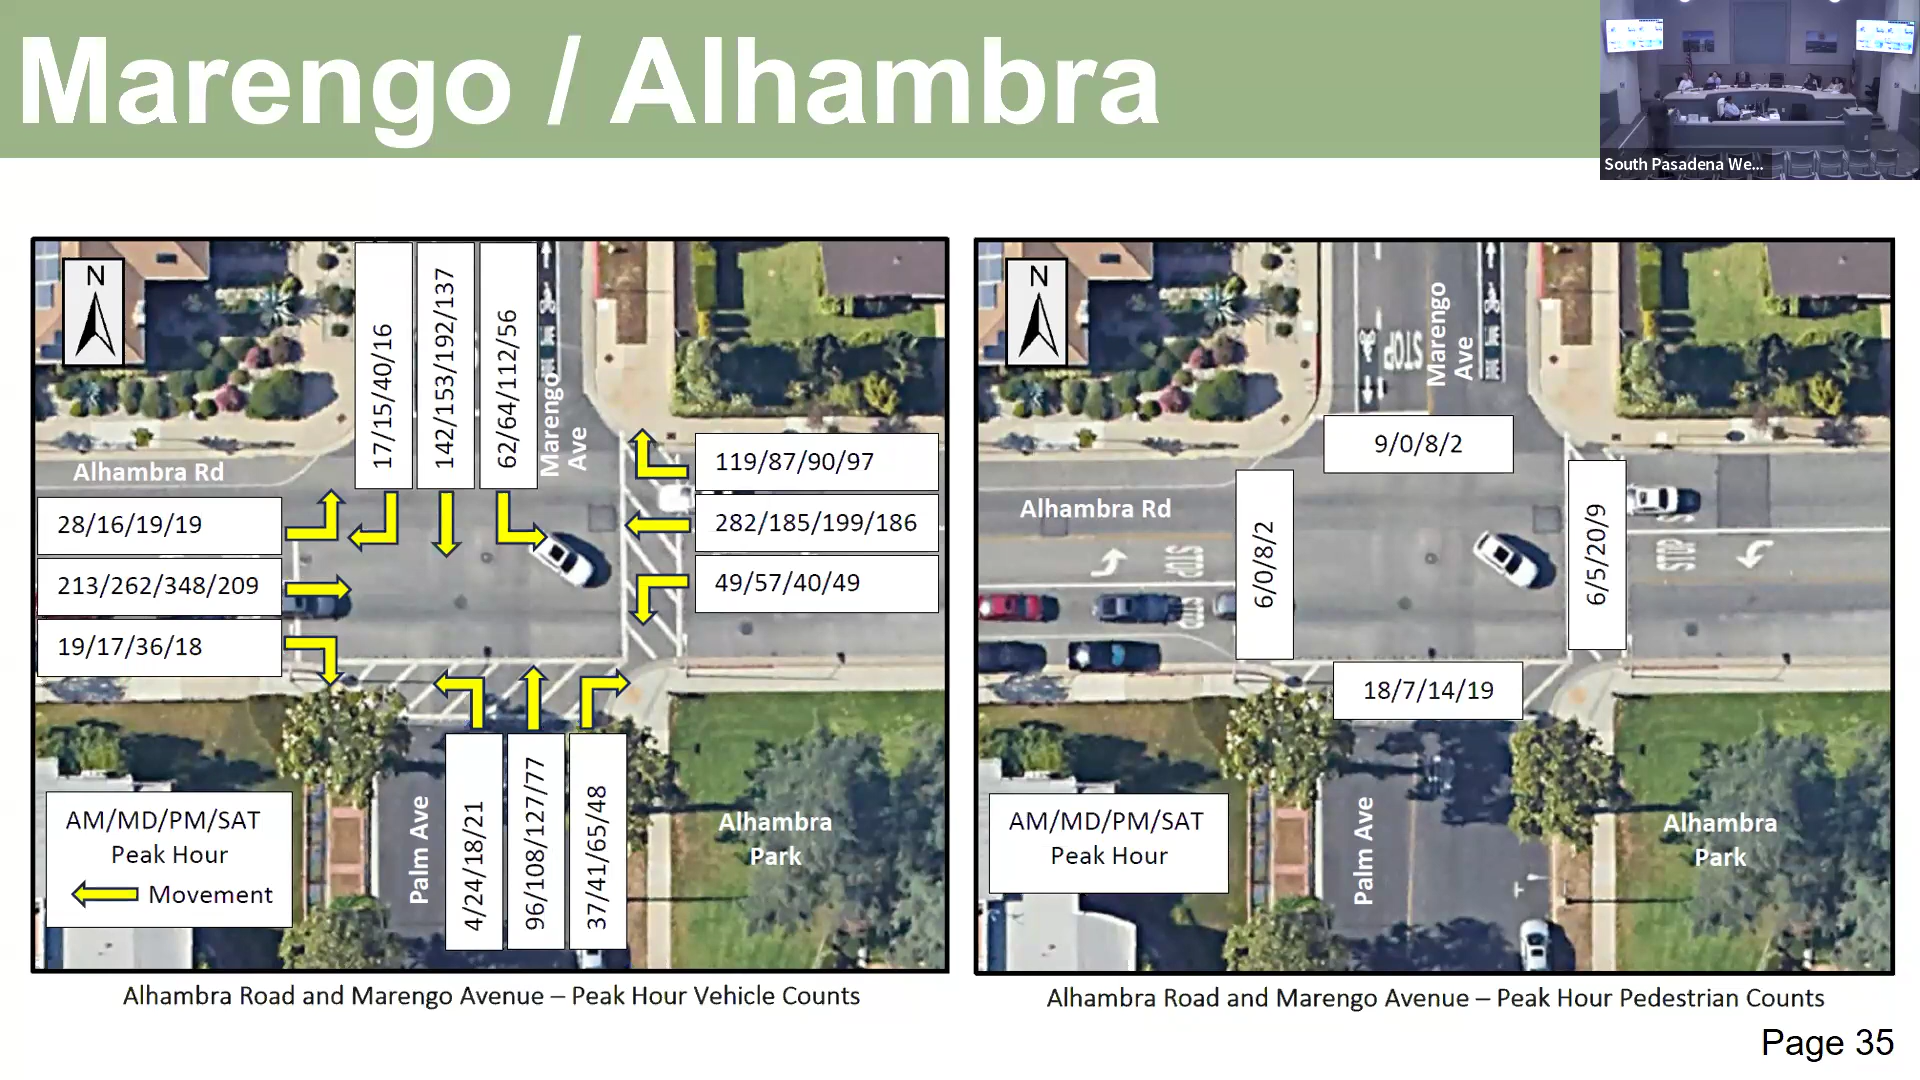 Marengo / Alhambra
South Pasadena We...
N
17/15/40/16
142/153/192/137
62/64/112/56
Marengo
Ave
Alhambra Rd
28/16/19/19
213/262/348/209
19/17/36/18
119/87/90/97
282/185/199/186
49/57/40/49
4/24/18/21
96/108/127/77
37/41/65/48
Palm Ave
Alhambra
Park
AM/MD/PM/SAT
Peak Hour
Movement
Alhambra Road and Marengo Avenue – Peak Hour Vehicle Counts
N
STOP
Marengo
Ave
9/0/8/2
Alhambra Rd
STOP
STOP
6/0/8/2
6/5/20/9
STOP
18/7/14/19
AM/MD/PM/SAT
Peak Hour
Palm Ave
Alhambra
Park
Alhambra Road and Marengo Avenue – Peak Hour Pedestrian Counts
Page 35